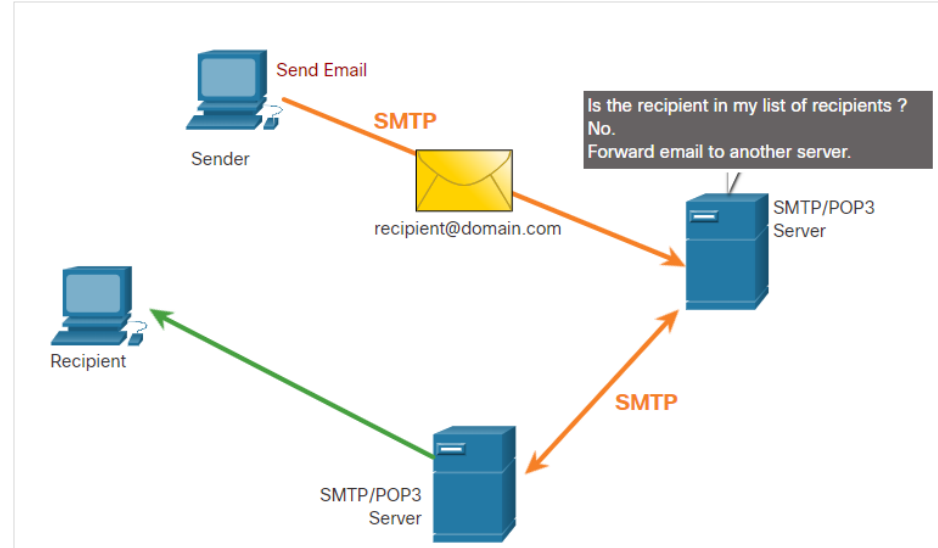 Send Email
SMTP
Sender
Is the recipient in my list of recipients ?
No.
Forward email to another server.
recipient@domain.com
SMTP/POP3
Server
Recipient
SMTP
SMTP/POP3
Server